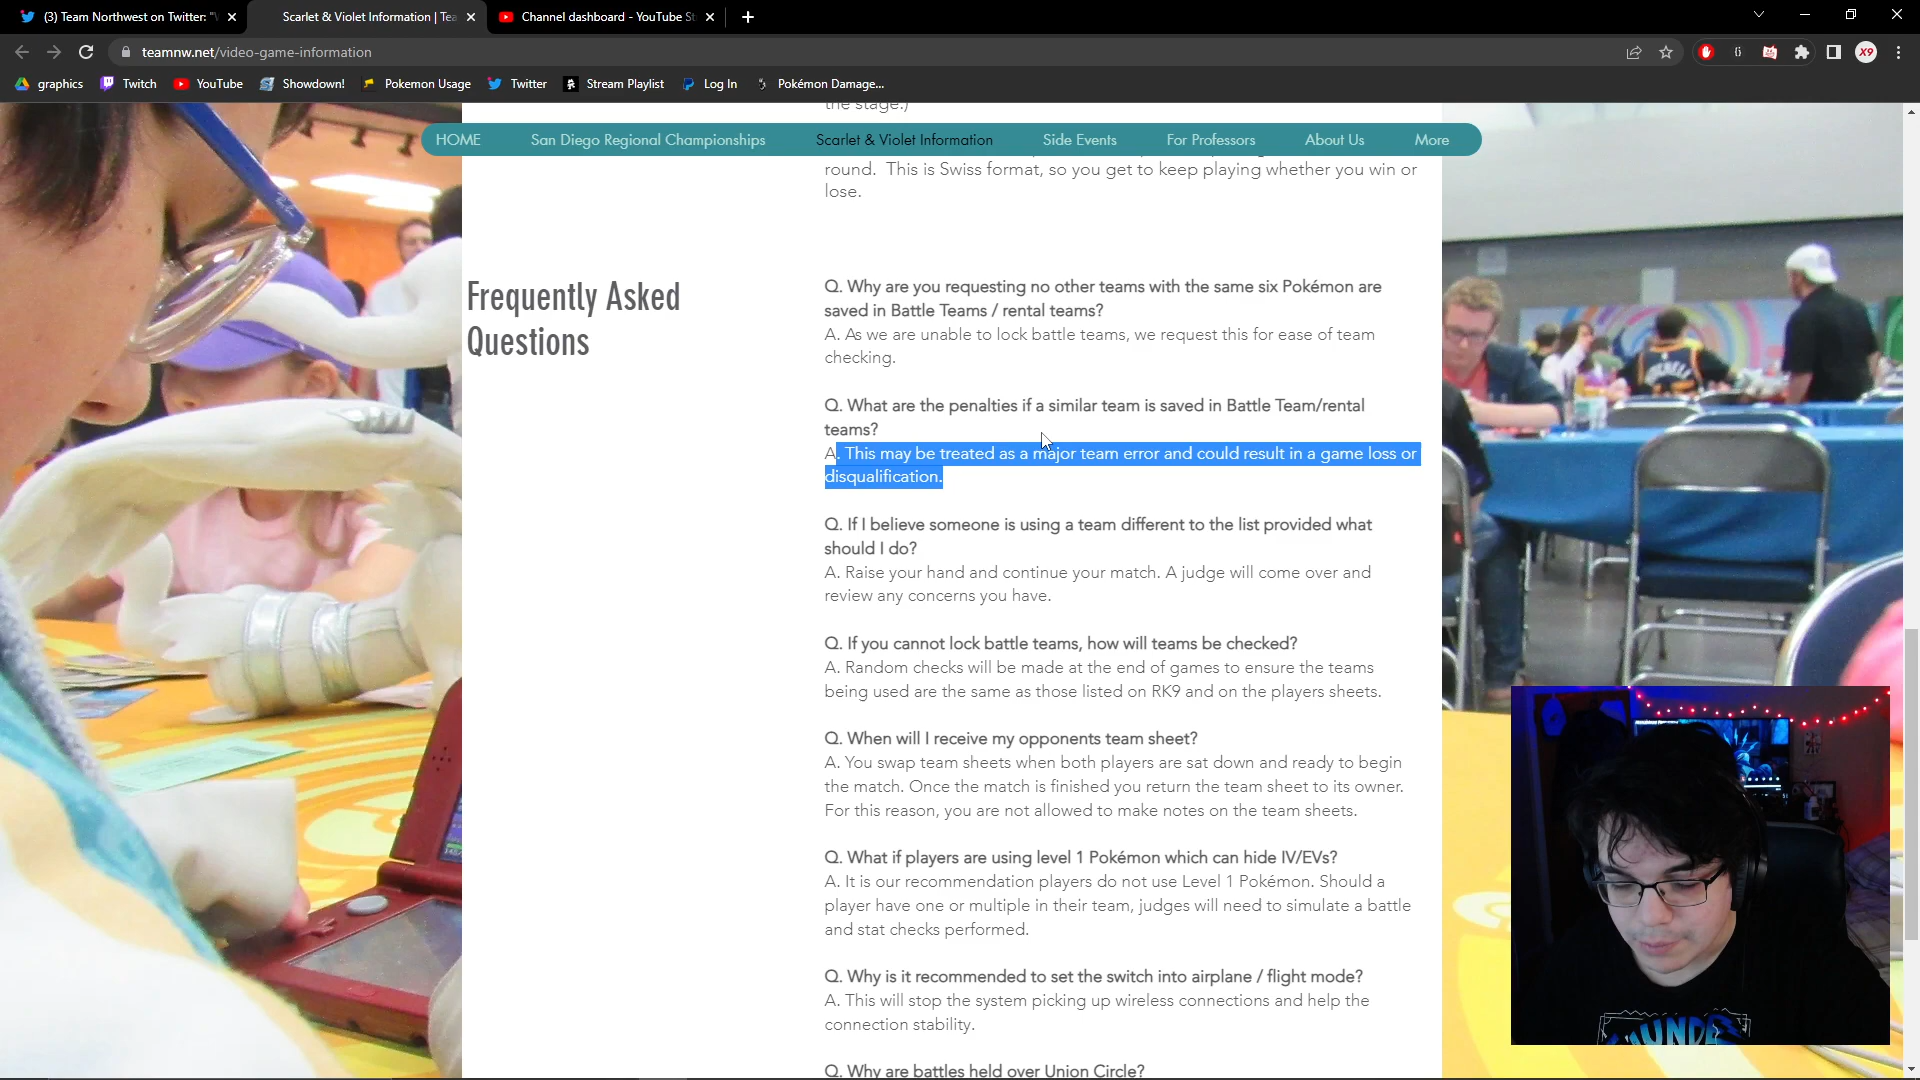 (3) Team Northwest on Twitter: "
Scarlet & Violet Information | Tea
Channel dashboard - YouTube St
teamnw.net/video-game-information
graphics
Twitch
YouTube
Showdown!
Pokemon Usage
Twitter
Stream Playlist
Log In
Pokémon Damage...
the stage.)
HOME
San Diego Regional Championships
Scarlet & Violet Information
Side Events
For Professors
About Us
More
round. This is Swiss format, so you get to keep playing whether you win or
lose.
Frequently Asked
Questions
Q. Why are you requesting no other teams with the same six Pokémon are
saved in Battle Teams / rental teams?
A. As we are unable to lock battle teams, we request this for ease of team
checking.
Q. What are the penalties if a similar team is saved in Battle Team/rental
teams?
A. This may be treated as a major team error and could result in a game loss or
disqualification.
Q. If I believe someone is using a team different to the list provided what
should I do?
A. Raise your hand and continue your match. A judge will come over and
review any concerns you have.
Q. If you cannot lock battle teams, how will teams be checked?
A. Random checks will be made at the end of games to ensure the teams
being used are the same as those listed on RK9 and on the players sheets.
Q. When will I receive my opponents team sheet?
A. You swap team sheets when both players are sat down and ready to begin
the match. Once the match is finished you return the team sheet to its owner.
For this reason, you are not allowed to make notes on the team sheets.
Q. What if players are using level 1 Pokémon which can hide IV/EVs?
A. It is our recommendation players do not use Level 1 Pokémon. Should a
player have one or multiple in their team, judges will need to simulate a battle
and stat checks performed.
Q. Why is it recommended to set the switch into airplane / flight mode?
A. This will stop the system picking up wireless connections and help the
connection stability.
Q. Why are battles held over Union Circle?